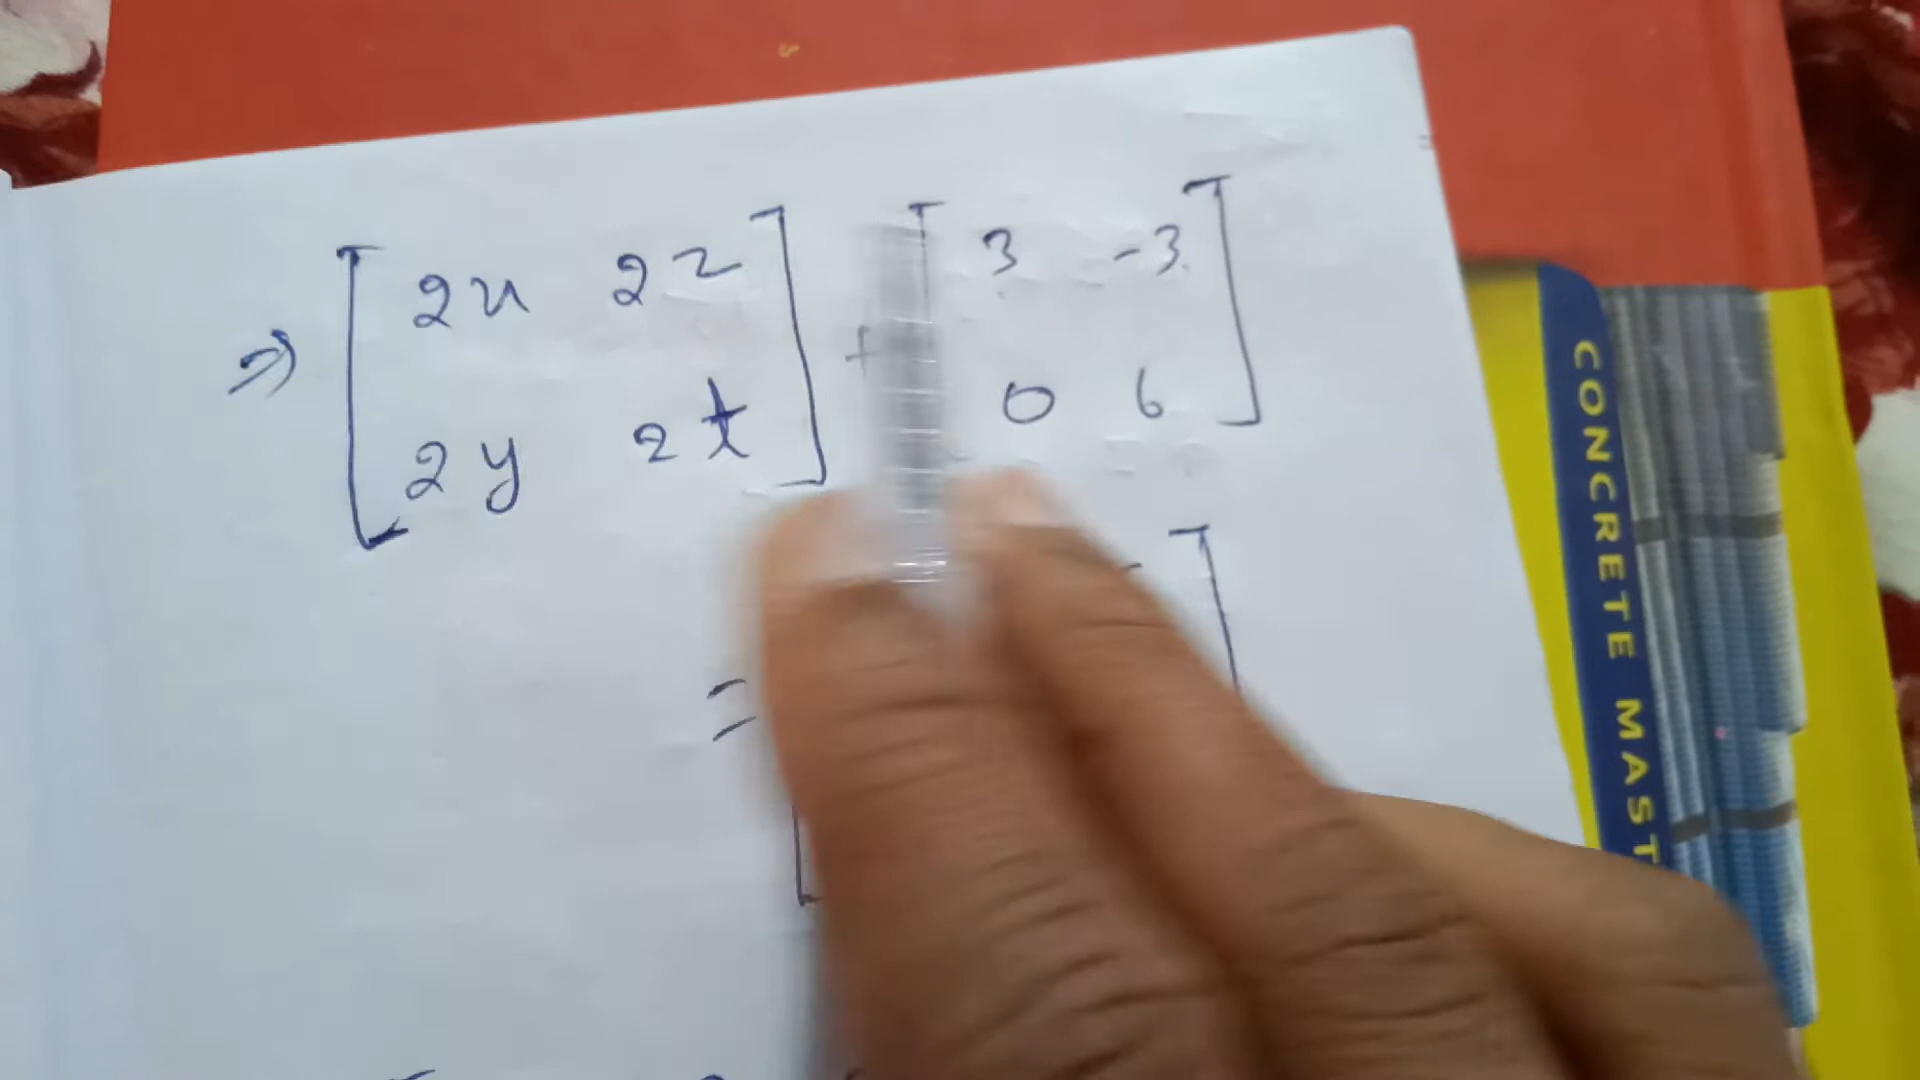 ⇒ [ 2x 2z ] + [ 3 -3 ]
[ 2y 2t ] [ 0 6 ]
= [ ]
CONCRETE MAST